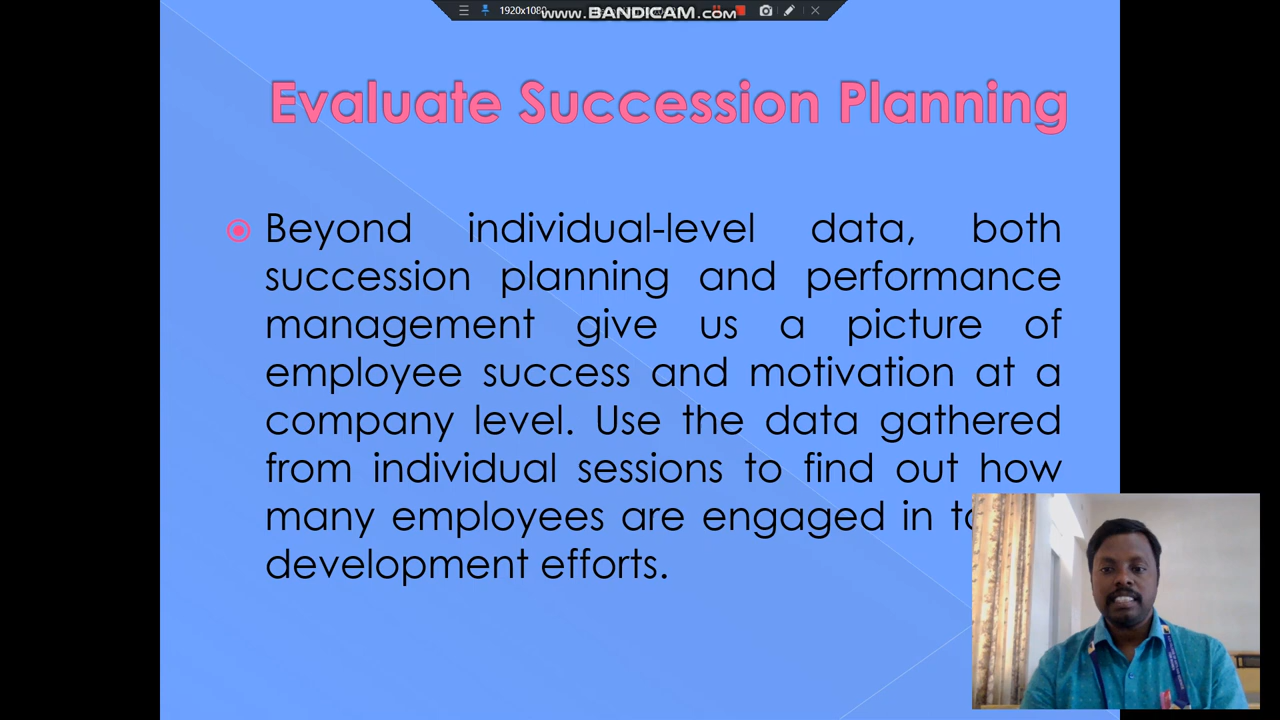 1920x1080
www.BANDICAM.com
Evaluate Succession Planning
Beyond individual-level data, both
succession planning and performance
management give us a picture of
employee success and motivation at a
company level. Use the data gathered
from individual sessions to find out how
many employees are engaged in
development efforts.